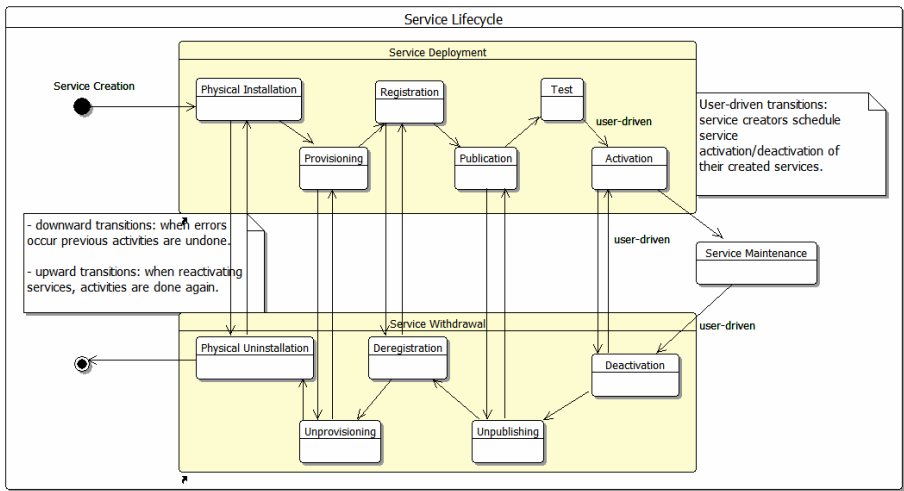 Service Lifecycle
Service Deployment
Service Creation
Physical Installation
Registration
Test
User-driven transitions:
service creators schedule
service
activation/deactivation of
their created services.
user-driven
Provisioning
Publication
Activation
- downward transitions: when errors
occur previous activities are undone.
- upward transitions: when reactivating
services, activities are done again.
user-driven
Service Maintenance
Service Withdrawal
user-driven
Physical Uninstallation
Deregistration
Deactivation
Unprovisioning
Unpublishing